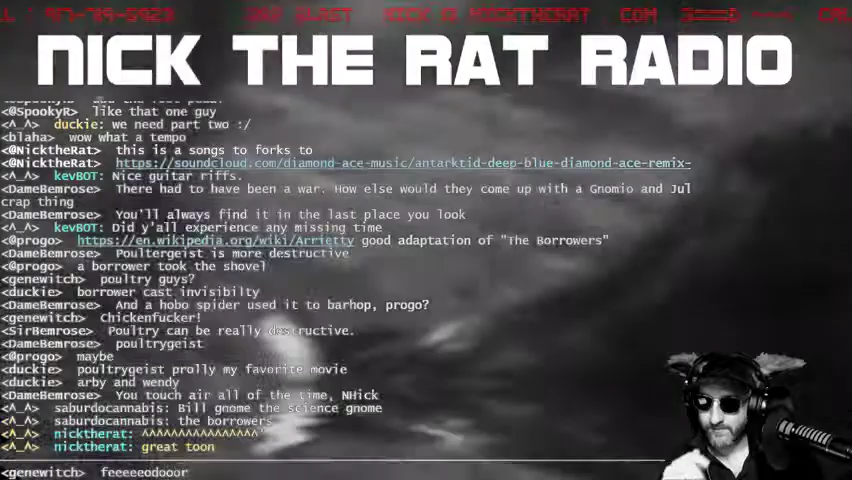 NICK @ NICKTHERAT . COM
NICK THE RAT RADIO
<@SpookyR> like that one guy
<^_^> duckie: we need part two :/
<blaha> wow what a tempo
<@NicktheRat> this is a songs to forks to
<@NicktheRat> https://soundcloud.com/diamond-ace-music/antarktid-deep-blue-diamond-ace-remix-
<^_^> kevBOT: Nice guitar riffs.
<DameBemrose> There had to have been a war. How else would they come up with a Gnomio and Jul
crap thing
<DameBemrose> You'll always find it in the last place you look
<^_^> kevBOT: Did y'all experience any missing time
<@progo> https://en.wikipedia.org/wiki/Arrietty good adaptation of "The Borrowers"
<DameBemrose> Poultergeist is more destructive
<@progo> a borrower took the shovel
<genewitch> poultry guys?
<duckie> borrower cast invisibilty
<DameBemrose> And a hobo spider used it to barhop, progo?
<genewitch> Chickenfucker!
<SirBemrose> Poultry can be really destructive.
<DameBemrose> poultrygeist
<@progo> maybe
<duckie> poultrygeist prolly my favorite movie
<duckie> arby and wendy
<DameBemrose> You touch air all of the time, NHick
<^_^> saburdocannabis: Bill gnome the science gnome
<^_^> saburdocannabis: the borrowers
<^_^> nicktherat: ^^^^^^^^^^^^^^^^
<^_^> nicktherat: great toon
<genewitch> feeeeeodooor